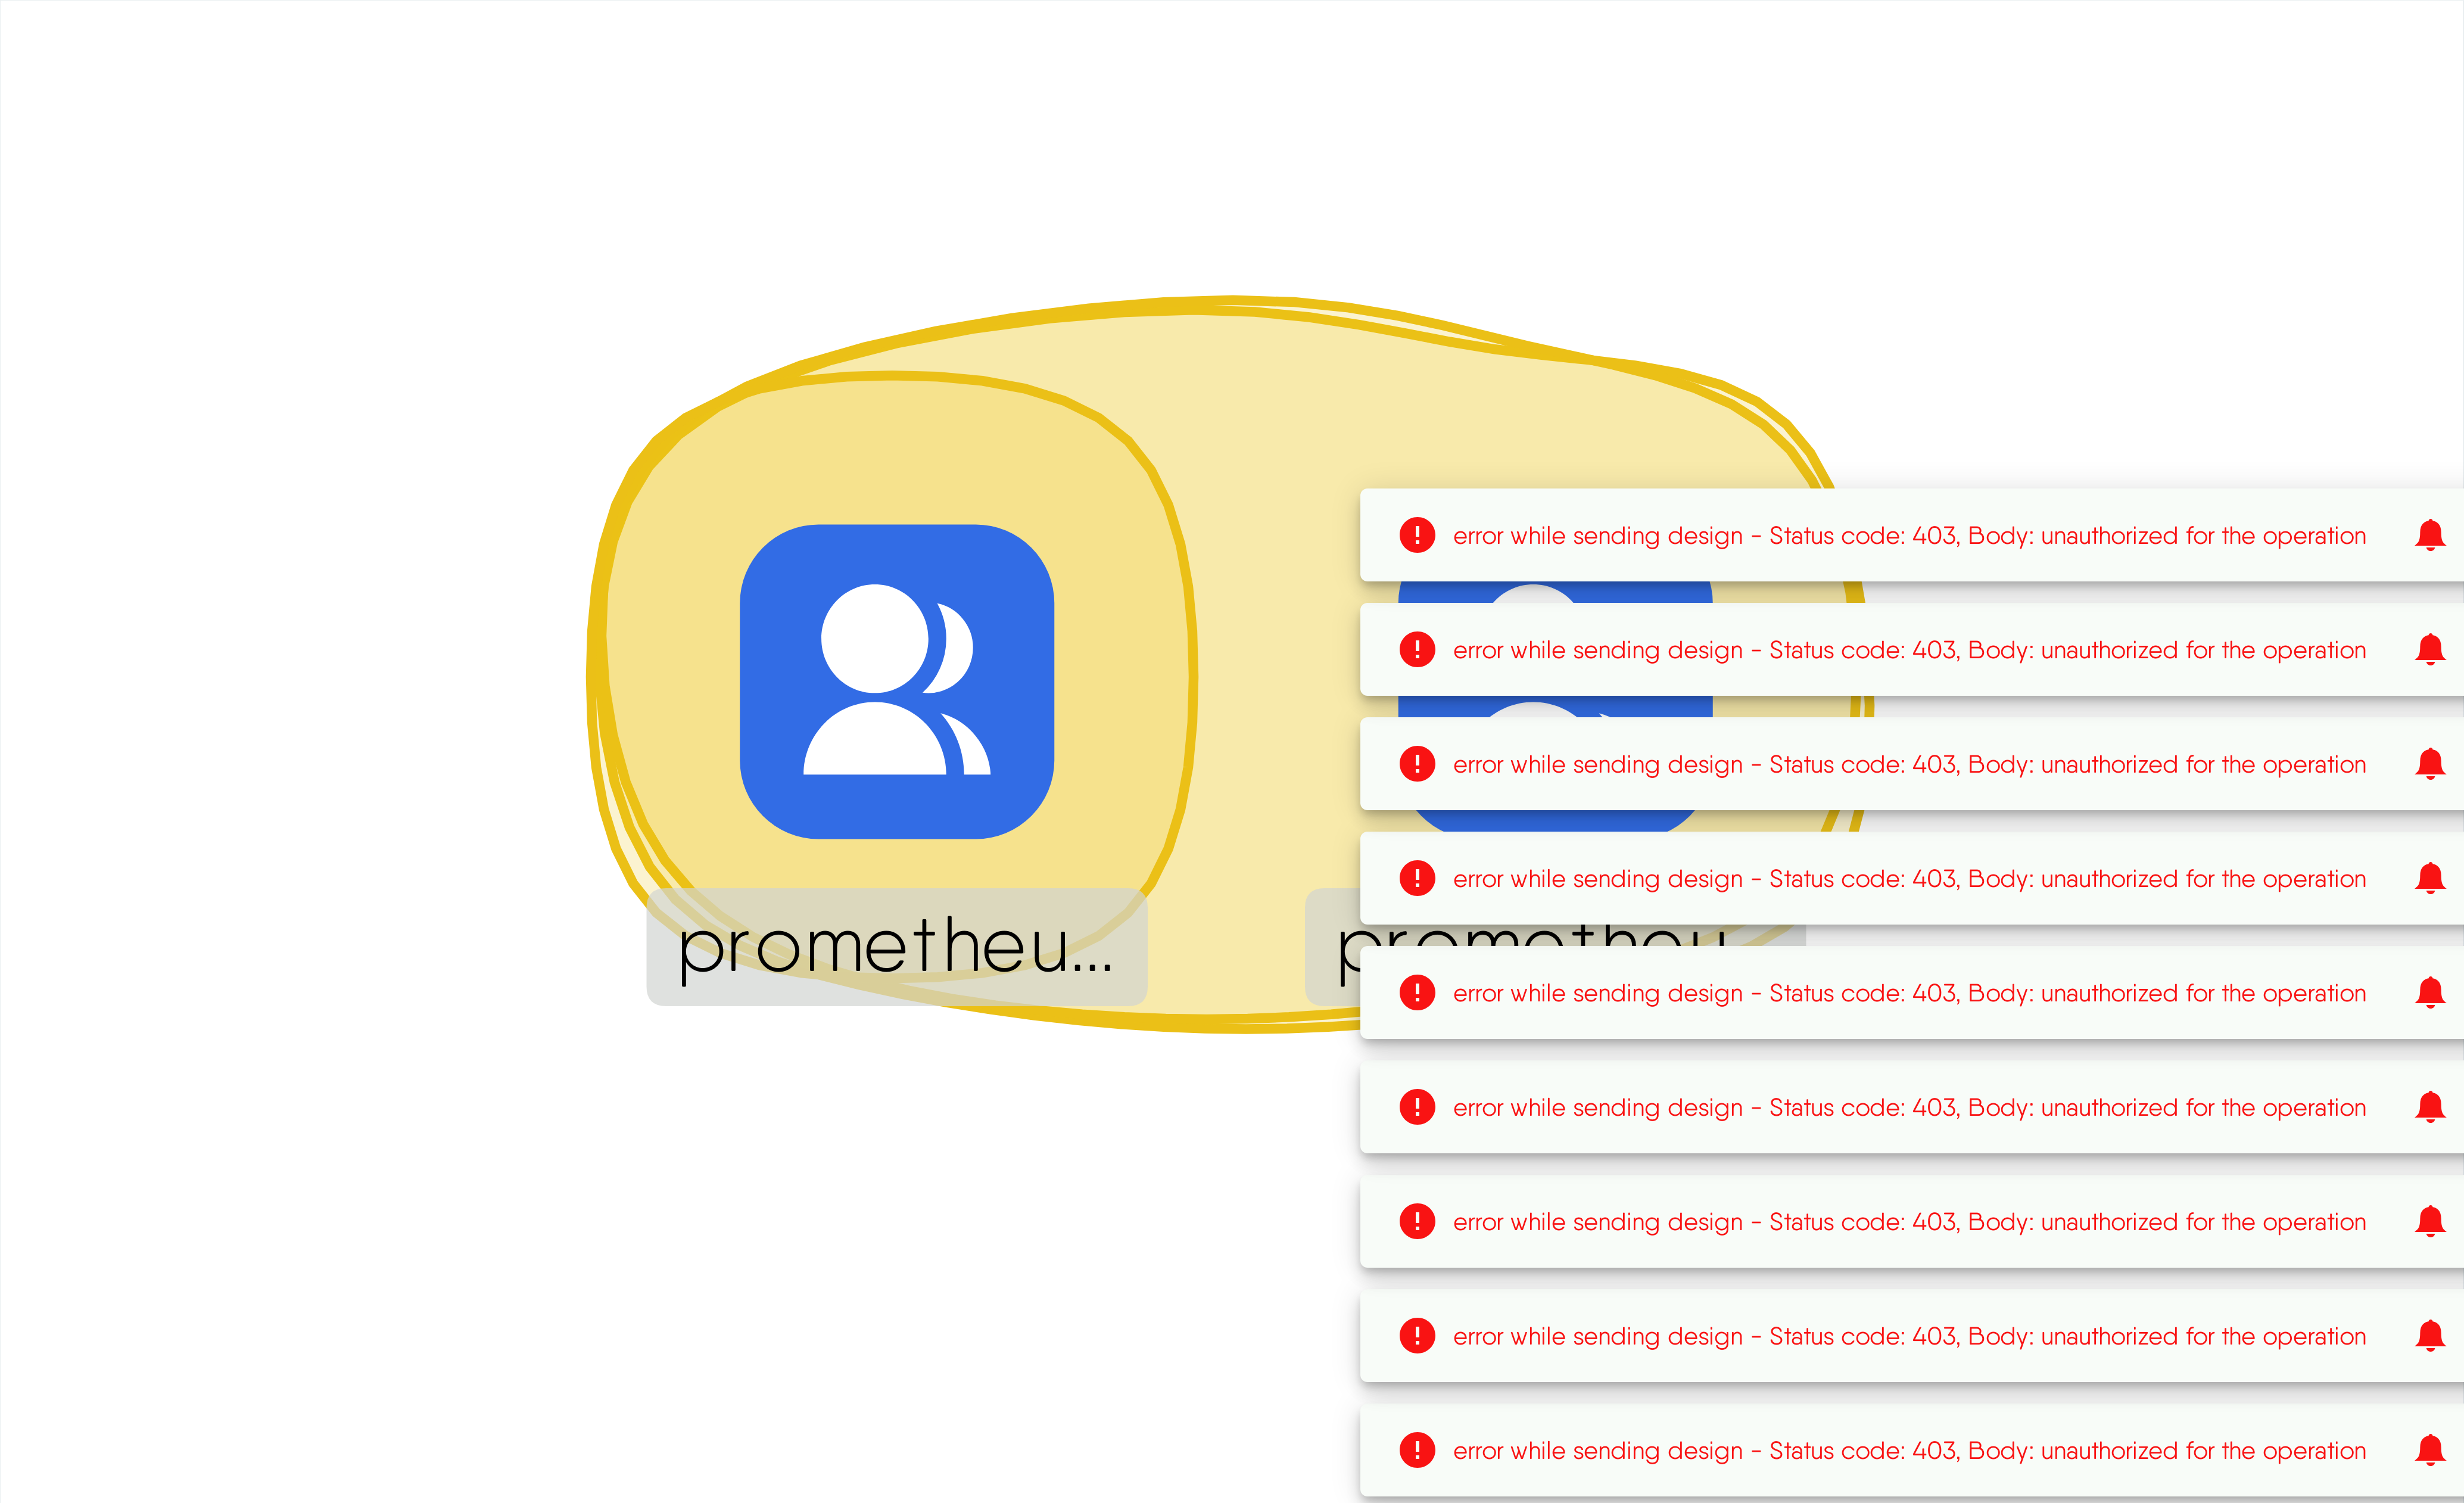 error while sending design - Status code: 403, Body: unauthorized for the operation
error while sending design - Status code: 403, Body: unauthorized for the operation
error while sending design - Status code: 403, Body: unauthorized for the operation
error while sending design - Status code: 403, Body: unauthorized for the operation
prometheu...
error while sending design - Status code: 403, Body: unauthorized for the operation
error while sending design - Status code: 403, Body: unauthorized for the operation
error while sending design - Status code: 403, Body: unauthorized for the operation
error while sending design - Status code: 403, Body: unauthorized for the operation
error while sending design - Status code: 403, Body: unauthorized for the operation